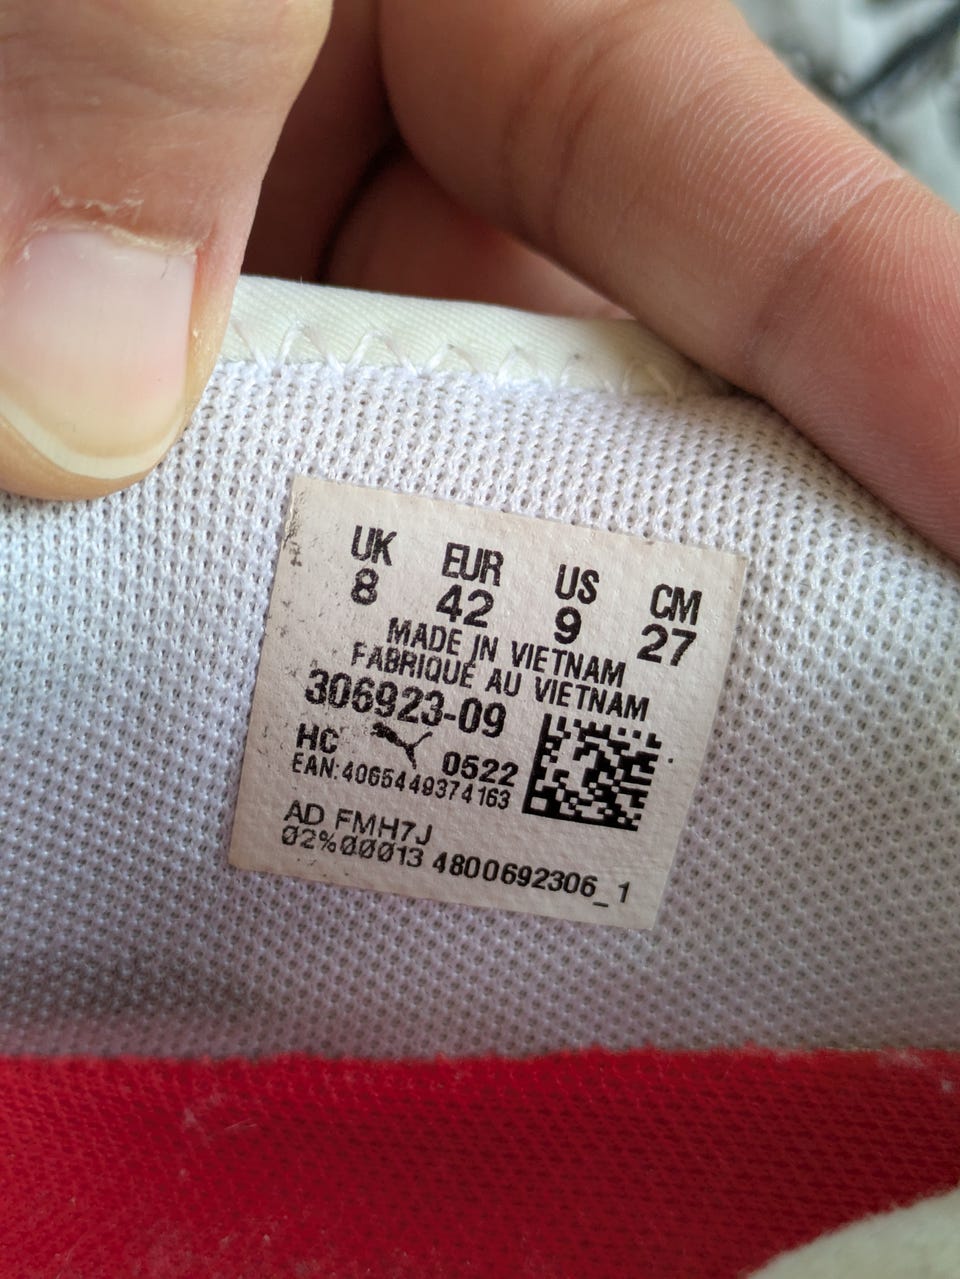 UK EUR US CM
8 42 9 27
MADE IN VIETNAM
FABRIQUÉ AU VIETNAM
306923-09
HC 0522
EAN:4065449374163
AD FMH7J
02%00013 4800692306_1